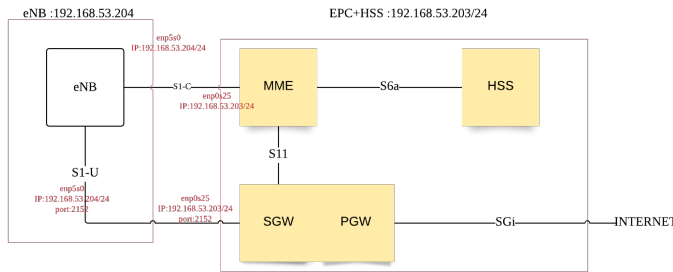 eNB :192.168.53.204
EPC+HSS :192.168.53.203/24
enp5s0
IP:192.168.53.204/24
eNB
S1-C
MME
S6a
HSS
enp0s25
IP:192.168.53.203/24
S11
S1-U
enp5s0
IP:192.168.53.204/24
port:2152
enp0s25
IP:192.168.53.203/24
port:2152
SGW
PGW
SGi
INTERNET